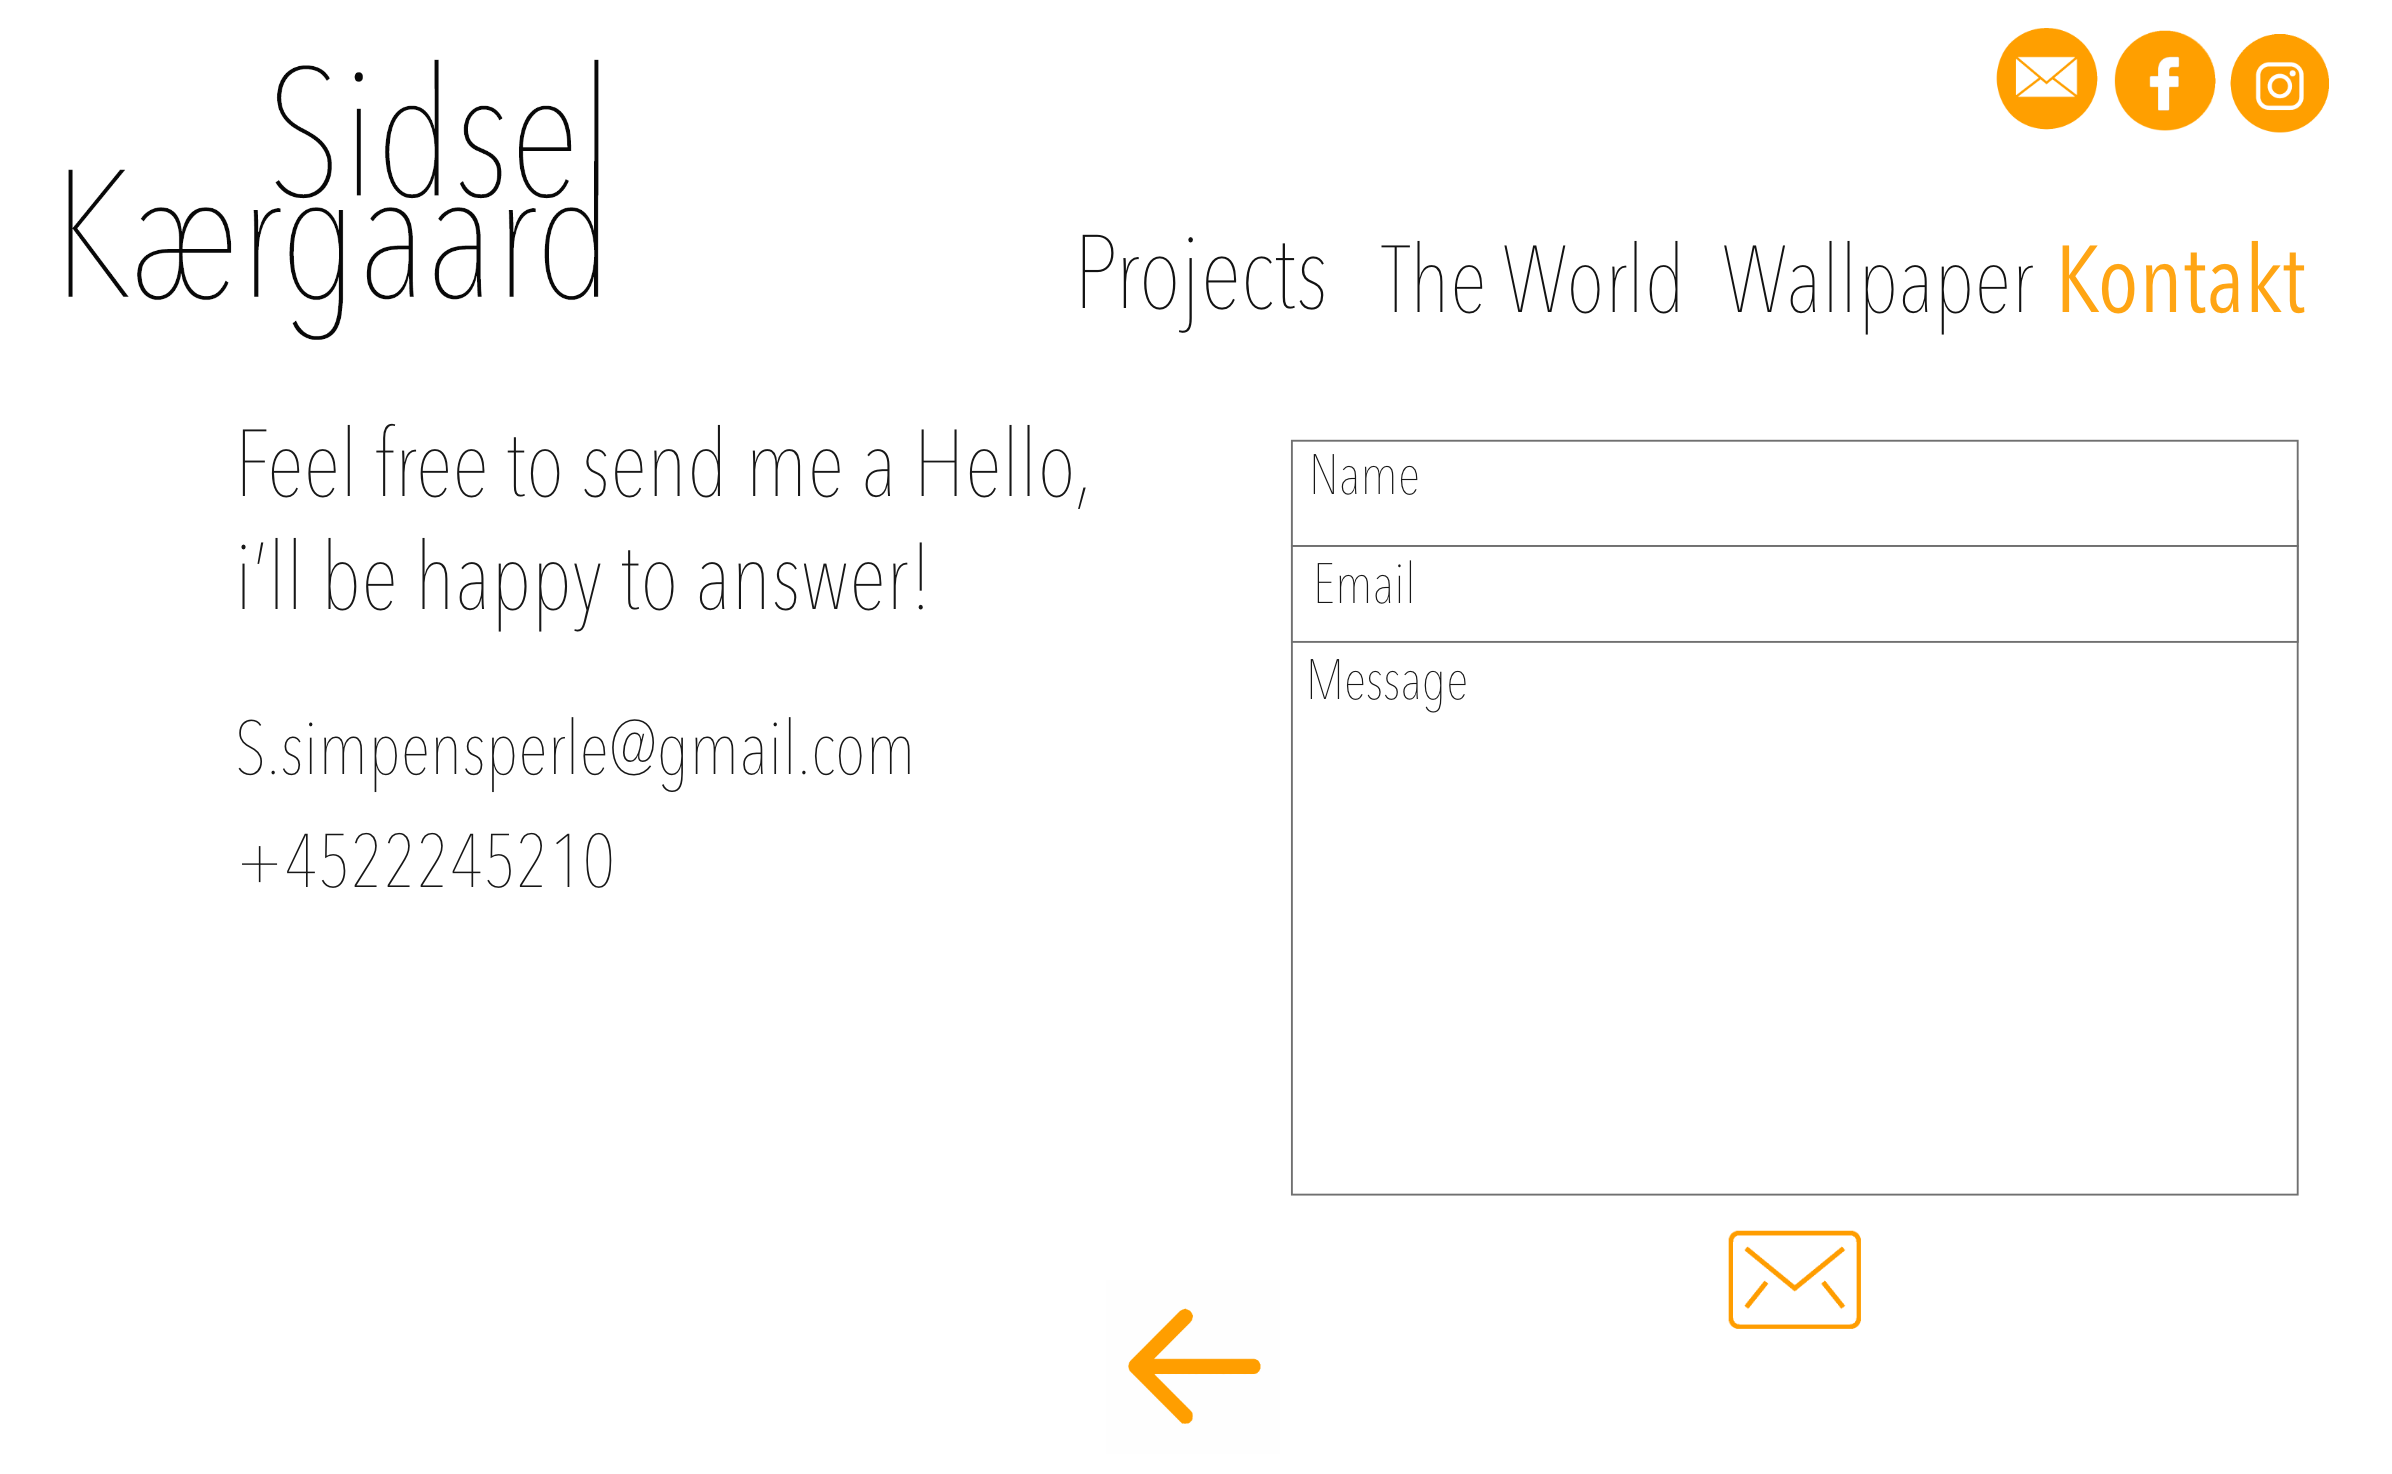 Sidsel
Kærgaard
Projects The World Wallpaper Kontakt
Feel free to send me a Hello,
i'll be happy to answer!
S.simpensperle@gmail.com
+4522245210
Name
Email
Message